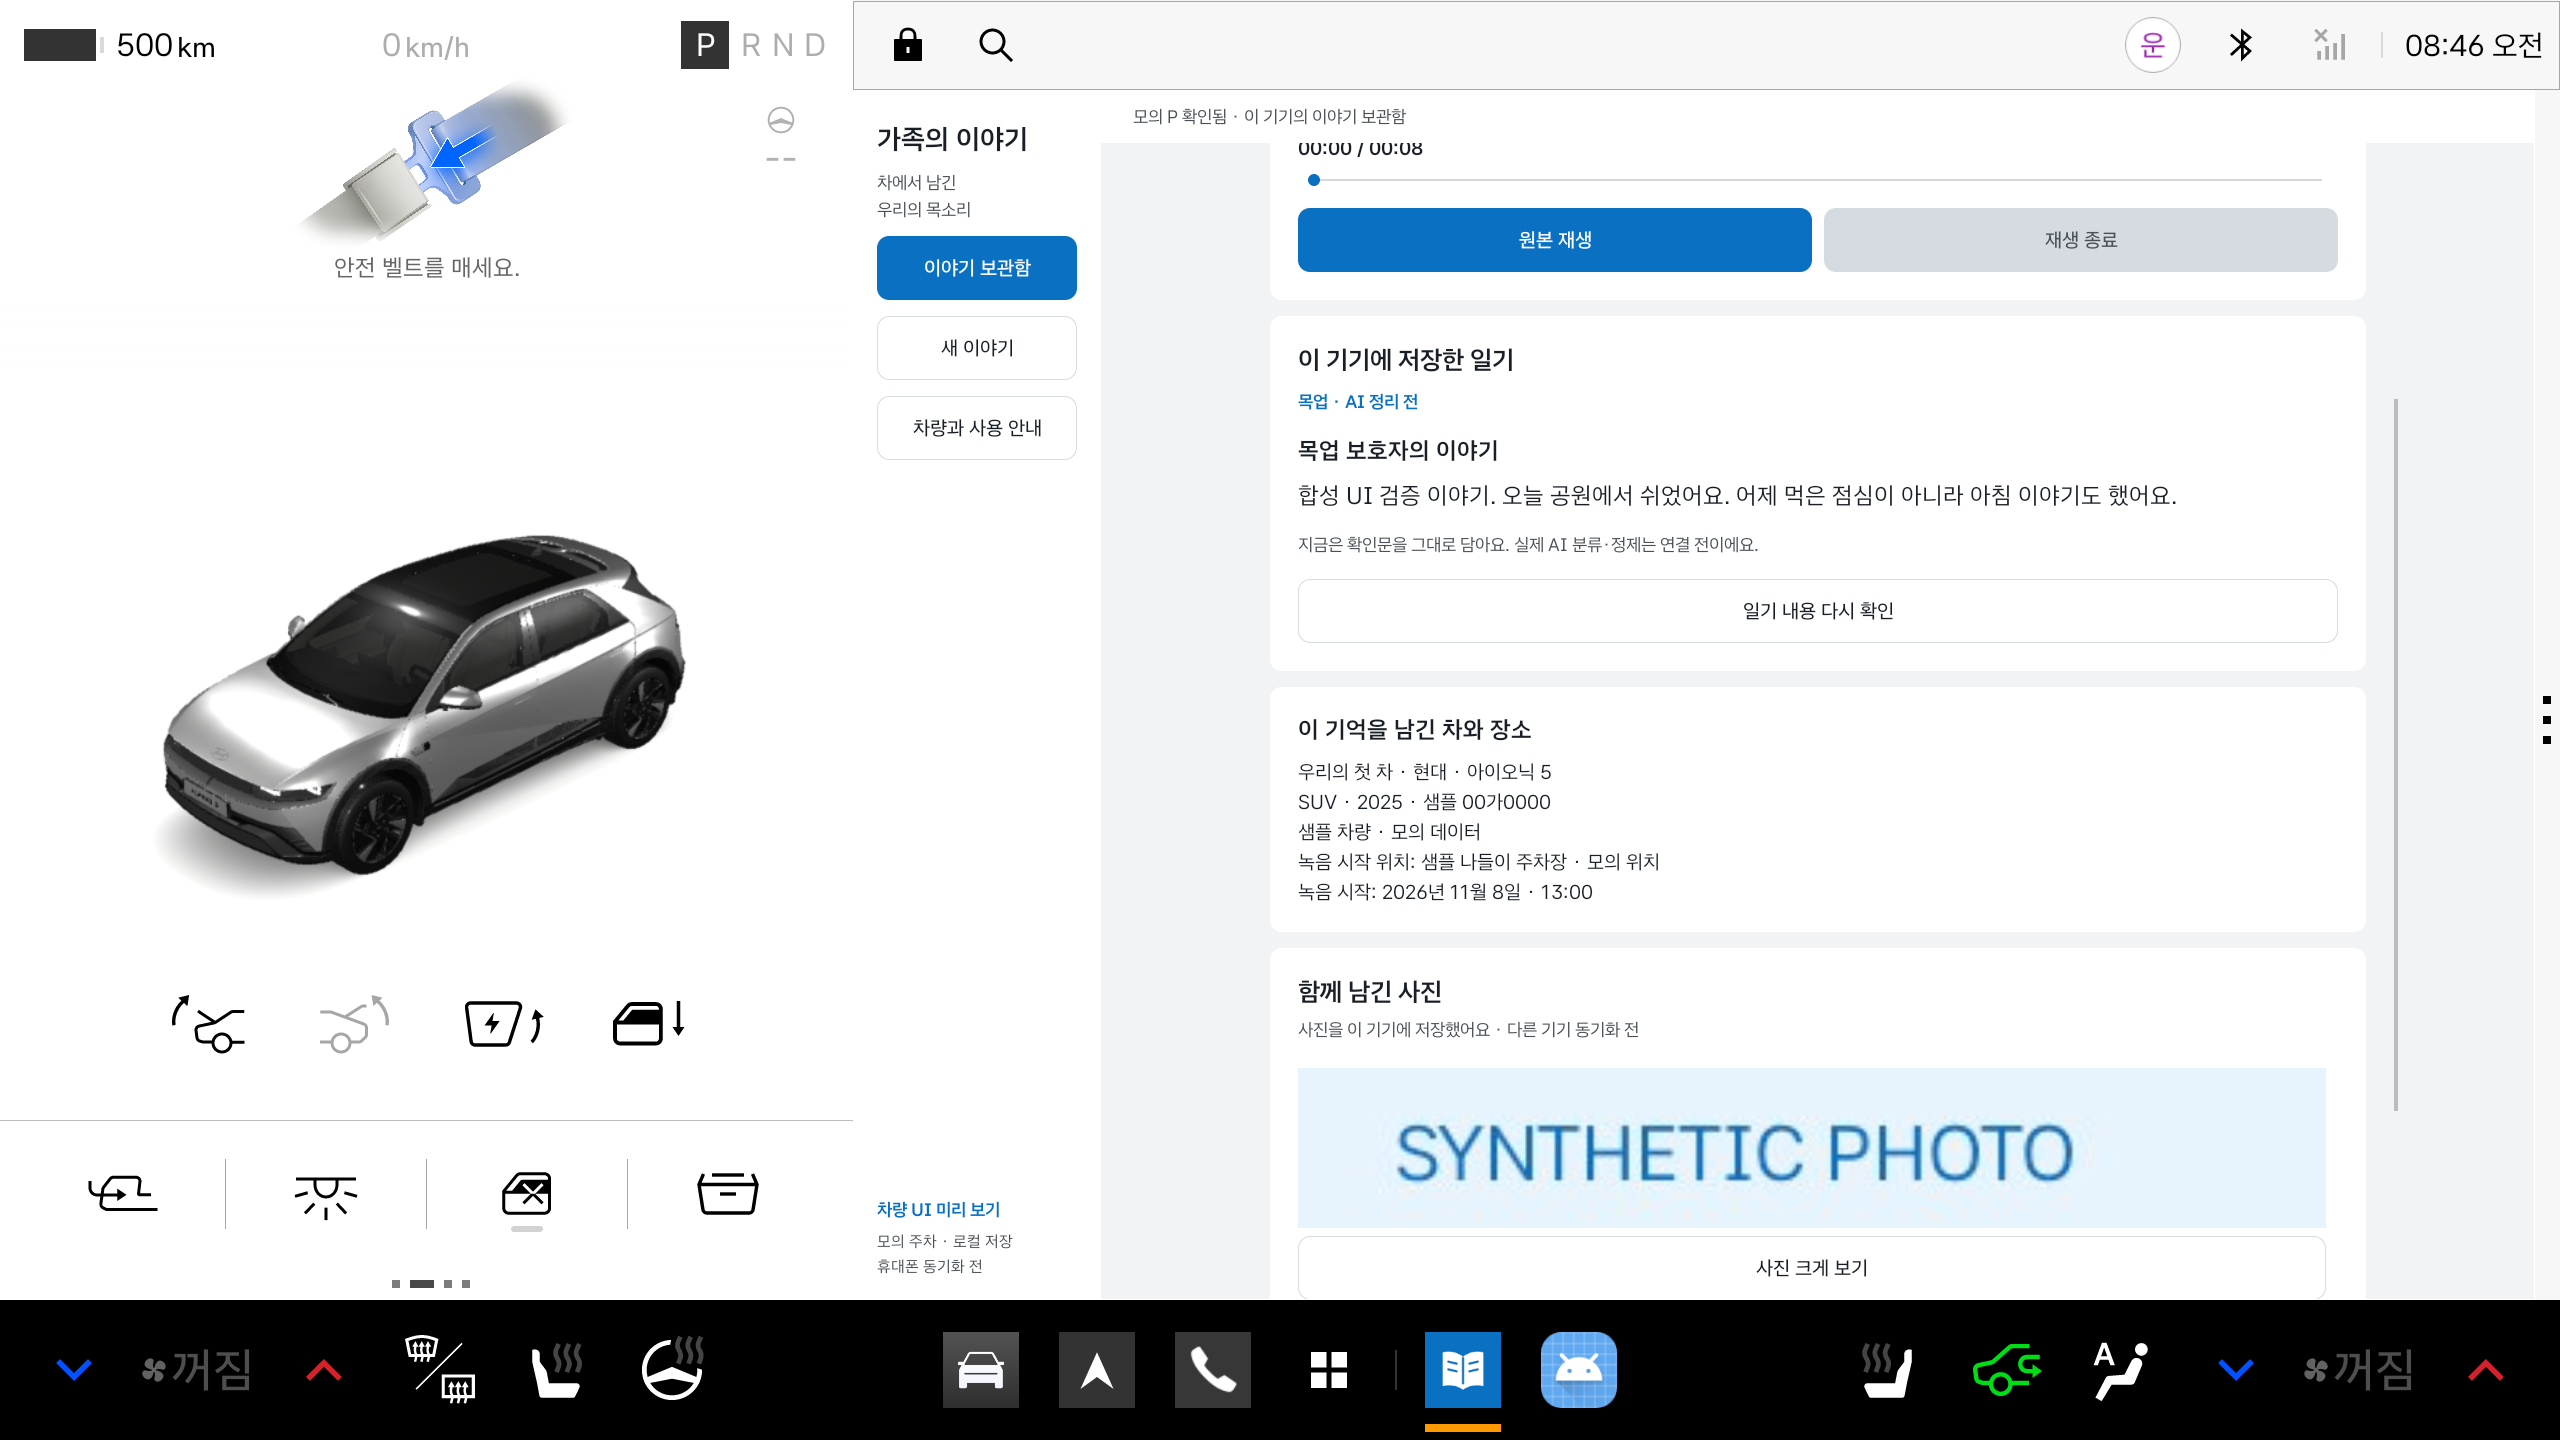 500 km
0 km/h
P R N D
운
08:46 오전
안전 벨트를 매세요.
가족의 이야기
차에서 남긴
우리의 목소리
이야기 보관함
새 이야기
차량과 사용 안내
차량 UI 미리 보기
모의 주차 · 로컬 저장
휴대폰 동기화 전
모의 P 확인됨 · 이 기기의 이야기 보관함
00:00 / 00:08
원본 재생
재생 종료
이 기기에 저장한 일기
목업 · AI 정리 전
목업 보호자의 이야기
합성 UI 검증 이야기. 오늘 공원에서 쉬었어요. 어제 먹은 점심이 아니라 아침 이야기도 했어요.
지금은 확인문을 그대로 담아요. 실제 AI 분류·정제는 연결 전이에요.
일기 내용 다시 확인
이 기억을 남긴 차와 장소
우리의 첫 차 · 현대 · 아이오닉 5
SUV · 2025 · 샘플 00가0000
샘플 차량 · 모의 데이터
녹음 시작 위치: 샘플 나들이 주차장 · 모의 위치
녹음 시작: 2026년 11월 8일 · 13:00
함께 남긴 사진
사진을 이 기기에 저장했어요 · 다른 기기 동기화 전
SYNTHETIC PHOTO
사진 크게 보기
꺼짐
A
꺼짐